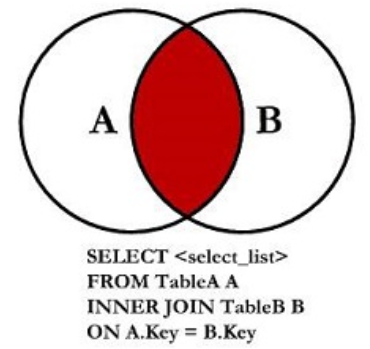 A B
SELECT <select_list>
FROM TableA A
INNER JOIN TableB B
ON A.Key = B.Key